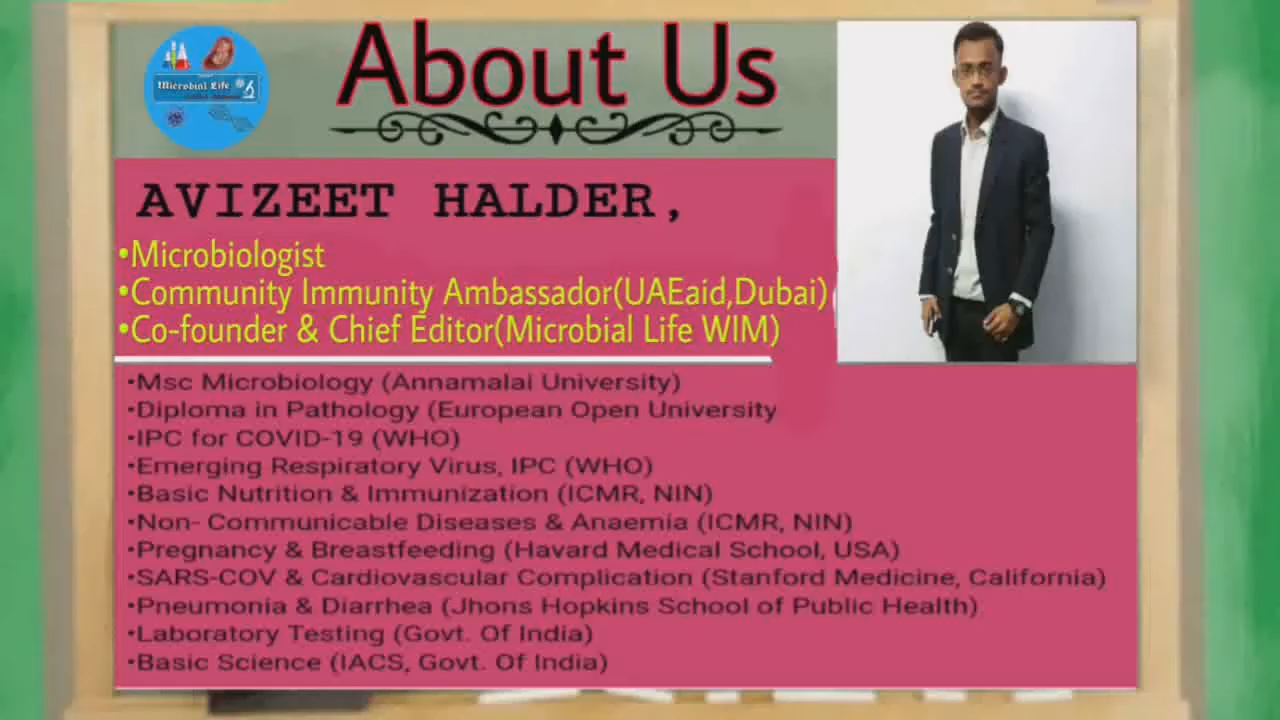 About Us
Microbial Life
AVIZEET HALDER,
•Microbiologist
•Community Immunity Ambassador(UAEaid,Dubai)
•Co-founder & Chief Editor(Microbial Life WIM)
•Msc Microbiology (Annamalai University)
•Diploma in Pathology (European Open University
•IPC for COVID-19 (WHO)
•Emerging Respiratory Virus, IPC (WHO)
•Basic Nutrition & Immunization (ICMR, NIN)
•Non- Communicable Diseases & Anaemia (ICMR, NIN)
•Pregnancy & Breastfeeding (Havard Medical School, USA)
•SARS-COV & Cardiovascular Complication (Stanford Medicine, California)
•Pneumonia & Diarrhea (Jhons Hopkins School of Public Health)
•Laboratory Testing (Govt. Of India)
•Basic Science (IACS, Govt. Of India)